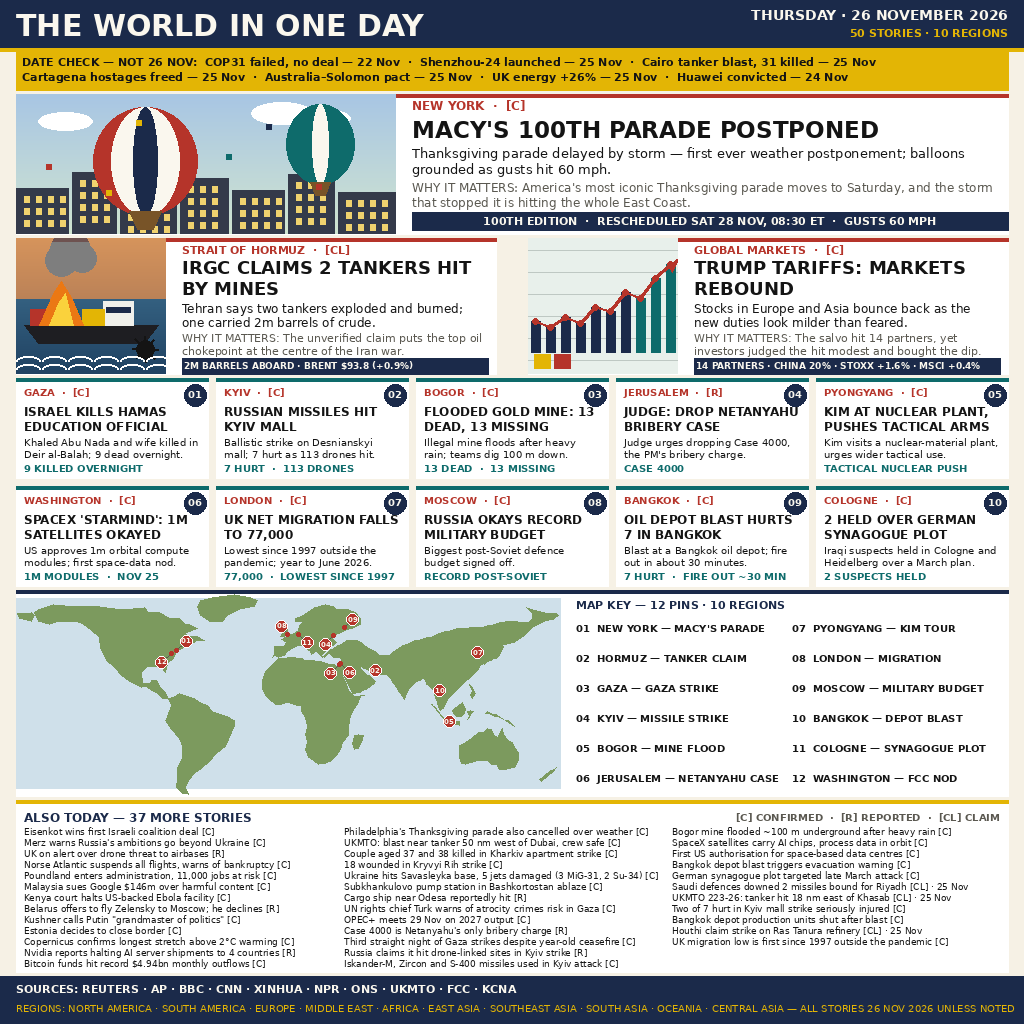 THE WORLD IN ONE DAY
THURSDAY · 26 NOVEMBER 2026
50 STORIES · 10 REGIONS
DATE CHECK — NOT 26 NOV: COP31 failed, no deal — 22 Nov · Shenzhou-24 launched — 25 Nov · Cairo tanker blast, 31 killed — 25 Nov
Cartagena hostages freed — 25 Nov · Australia–Solomon pact — 25 Nov · UK energy +26% — 25 Nov · Huawei convicted — 24 Nov
NEW YORK · [C]
MACY'S 100TH PARADE POSTPONED
Thanksgiving parade delayed by storm — first ever weather postponement; balloons
grounded as gusts hit 60 mph.
WHY IT MATTERS: America's most iconic Thanksgiving parade moves to Saturday, and the storm
that stopped it is hitting the whole East Coast.
100TH EDITION · RESCHEDULED SAT 28 NOV, 08:30 ET · GUSTS 60 MPH
STRAIT OF HORMUZ · [CL]
IRGC CLAIMS 2 TANKERS HIT
BY MINES
Tehran says two tankers exploded and burned;
one carried 2m barrels of crude.
WHY IT MATTERS: The unverified claim puts the top oil
chokepoint at the centre of the Iran war.
2M BARRELS ABOARD · BRENT $93.8 (+0.9%)
GLOBAL MARKETS · [C]
TRUMP TARIFFS: MARKETS
REBOUND
Stocks in Europe and Asia bounce back as the
new duties look milder than feared.
WHY IT MATTERS: The salvo hit 14 partners, yet
investors judged the hit modest and bought the dip.
14 PARTNERS · CHINA 20% · STOXX +1.6% · MSCI +0.4%
GAZA · [C]
01
ISRAEL KILLS HAMAS
EDUCATION OFFICIAL
Khaled Abu Nada and wife killed in
Deir al-Balah; 9 dead overnight.
9 KILLED OVERNIGHT
KYIV · [C]
02
RUSSIAN MISSILES HIT
KYIV MALL
Ballistic strike on Desnianskyi
mall; 7 hurt as 113 drones hit.
7 HURT · 113 DRONES
BOGOR · [C]
03
FLOODED GOLD MINE: 13
DEAD, 13 MISSING
Illegal mine floods after heavy
rain; teams dig 100 m down.
13 DEAD · 13 MISSING
JERUSALEM · [R]
04
JUDGE: DROP NETANYAHU
BRIBERY CASE
Judge urges dropping Case 4000,
the PM's bribery charge.
CASE 4000
PYONGYANG · [C]
05
KIM AT NUCLEAR PLANT,
PUSHES TACTICAL ARMS
Kim visits a nuclear-material plant,
urges wider tactical use.
TACTICAL NUCLEAR PUSH
WASHINGTON · [C]
06
SPACEX 'STARMIND': 1M
SATELLITES OKAYED
US approves 1m orbital compute
modules; first space-data nod.
1M MODULES · NOV 25
LONDON · [C]
07
UK NET MIGRATION FALLS
TO 77,000
Lowest since 1997 outside the
pandemic; year to June 2026.
77,000 · LOWEST SINCE 1997
MOSCOW · [C]
08
RUSSIA OKAYS RECORD
MILITARY BUDGET
Biggest post-Soviet defence
budget signed off.
RECORD POST-SOVIET
BANGKOK · [C]
09
OIL DEPOT BLAST HURTS
7 IN BANGKOK
Blast at a Bangkok oil depot; fire
out in about 30 minutes.
7 HURT · FIRE OUT ~30 MIN
COLOGNE · [C]
10
2 HELD OVER GERMAN
SYNAGOGUE PLOT
Iraqi suspects held in Cologne and
Heidelberg over a March plan.
2 SUSPECTS HELD
01
12
08
11
04
09
03
06
02
07
10
05
MAP KEY — 12 PINS · 10 REGIONS
01 NEW YORK — MACY'S PARADE
02 HORMUZ — TANKER CLAIM
03 GAZA — GAZA STRIKE
04 KYIV — MISSILE STRIKE
05 BOGOR — MINE FLOOD
06 JERUSALEM — NETANYAHU CASE
07 PYONGYANG — KIM TOUR
08 LONDON — MIGRATION
09 MOSCOW — MILITARY BUDGET
10 BANGKOK — DEPOT BLAST
11 COLOGNE — SYNAGOGUE PLOT
12 WASHINGTON — FCC NOD
ALSO TODAY — 37 MORE STORIES
[C] CONFIRMED · [R] REPORTED · [CL] CLAIM
Eisenkot wins first Israeli coalition deal [C]
Merz warns Russia's ambitions go beyond Ukraine [C]
UK on alert over drone threat to airbases [R]
Norse Atlantic suspends all flights, warns of bankruptcy [C]
Poundland enters administration, 11,000 jobs at risk [C]
Malaysia sues Google $146m over harmful content [C]
Kenya court halts US-backed Ebola facility [C]
Belarus offers to fly Zelensky to Moscow; he declines [R]
Kushner calls Putin "grandmaster of politics" [C]
Estonia decides to close border [C]
Copernicus confirms longest stretch above 2°C warming [C]
Nvidia reports halting AI server shipments to 4 countries [R]
Bitcoin funds hit record $4.94bn monthly outflows [C]
Philadelphia's Thanksgiving parade also cancelled over weather [C]
UKMTO: blast near tanker 50 nm west of Dubai, crew safe [C]
Couple aged 37 and 38 killed in Kharkiv apartment strike [C]
18 wounded in Kryvyi Rih strike [C]
Ukraine hits Savasleyka base, 5 jets damaged (3 MiG-31, 2 Su-34) [C]
Subkhankulovo pump station in Bashkortostan ablaze [C]
Cargo ship near Odesa reportedly hit [R]
UN rights chief Turk warns of atrocity crimes risk in Gaza [C]
OPEC+ meets 29 Nov on 2027 output [C]
Case 4000 is Netanyahu's only bribery charge [R]
Third straight night of Gaza strikes despite year-old ceasefire [C]
Russia claims it hit drone-linked sites in Kyiv strike [R]
Iskander-M, Zircon and S-400 missiles used in Kyiv attack [C]
Bogor mine flooded ~100 m underground after heavy rain [C]
SpaceX satellites carry AI chips, process data in orbit [C]
First US authorisation for space-based data centres [C]
Bangkok depot blast triggers evacuation warning [C]
German synagogue plot targeted late March attack [C]
Saudi defences downed 2 missiles bound for Riyadh [CL] · 25 Nov
UKMTO 223-26: tanker hit 18 nm east of Khasab [CL] · 25 Nov
Two of 7 hurt in Kyiv mall strike seriously injured [C]
Bangkok depot production units shut after blast [C]
Houthi claim strike on Ras Tanura refinery [CL] · 25 Nov
UK migration low is first since 1997 outside the pandemic [C]
SOURCES: REUTERS · AP · BBC · CNN · XINHUA · NPR · ONS · UKMTO · FCC · KCNA
REGIONS: NORTH AMERICA · SOUTH AMERICA · EUROPE · MIDDLE EAST · AFRICA · EAST ASIA · SOUTHEAST ASIA · SOUTH ASIA · OCEANIA · CENTRAL ASIA — ALL STORIES 26 NOV 2026 UNLESS NOTED